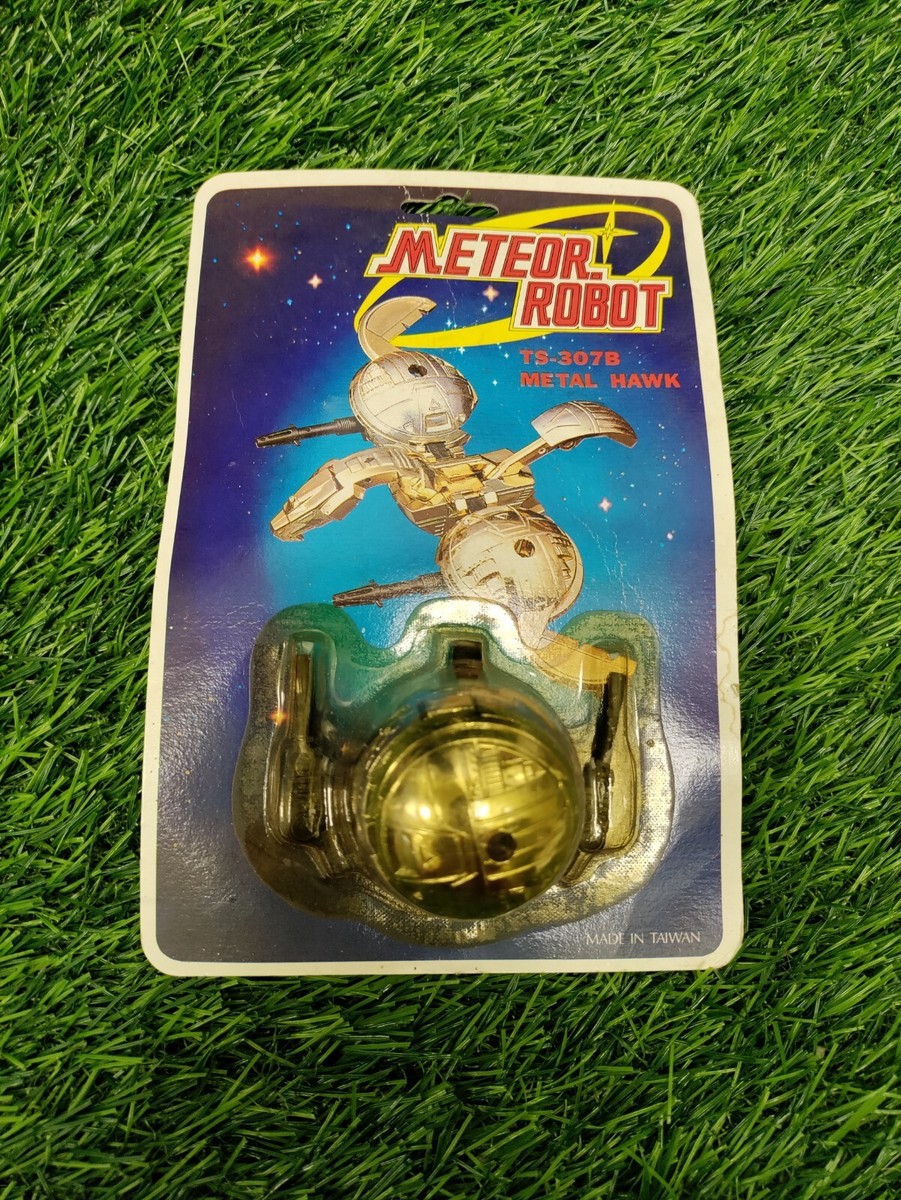 METEOR
ROBOT
TS-307B
METAL HAWK
MADE IN TAIWAN